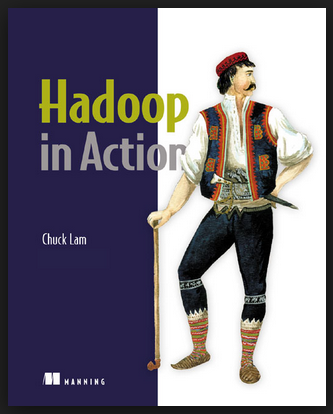 Hadoop
in Action
Chuck Lam
MANNING